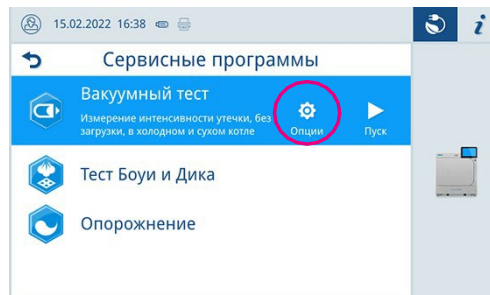 15.02.2022 16:38
i
Сервисные программы
Вакуумный тест
Измерение интенсивности утечки, без
загрузки, в холодном и сухом котле
Опции
Пуск
Тест Боуи и Дика
Опорожнение